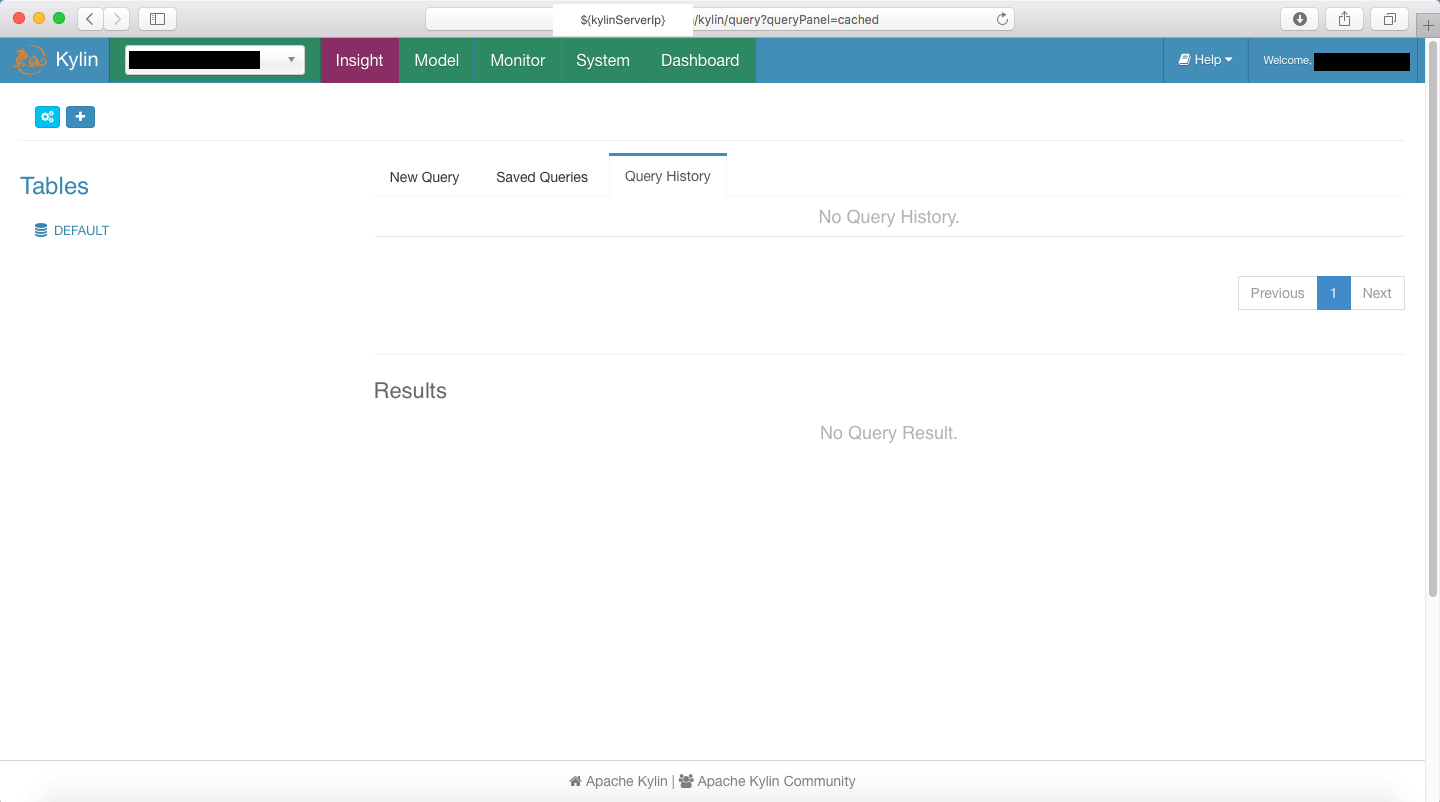 ${kylinServerIp} /kylin/query?queryPanel=cached
Kylin Insight Model Monitor System Dashboard Help Welcome,
Tables
DEFAULT
New Query Saved Queries Query History
No Query History.
Previous 1 Next
Results
No Query Result.
Apache Kylin | Apache Kylin Community